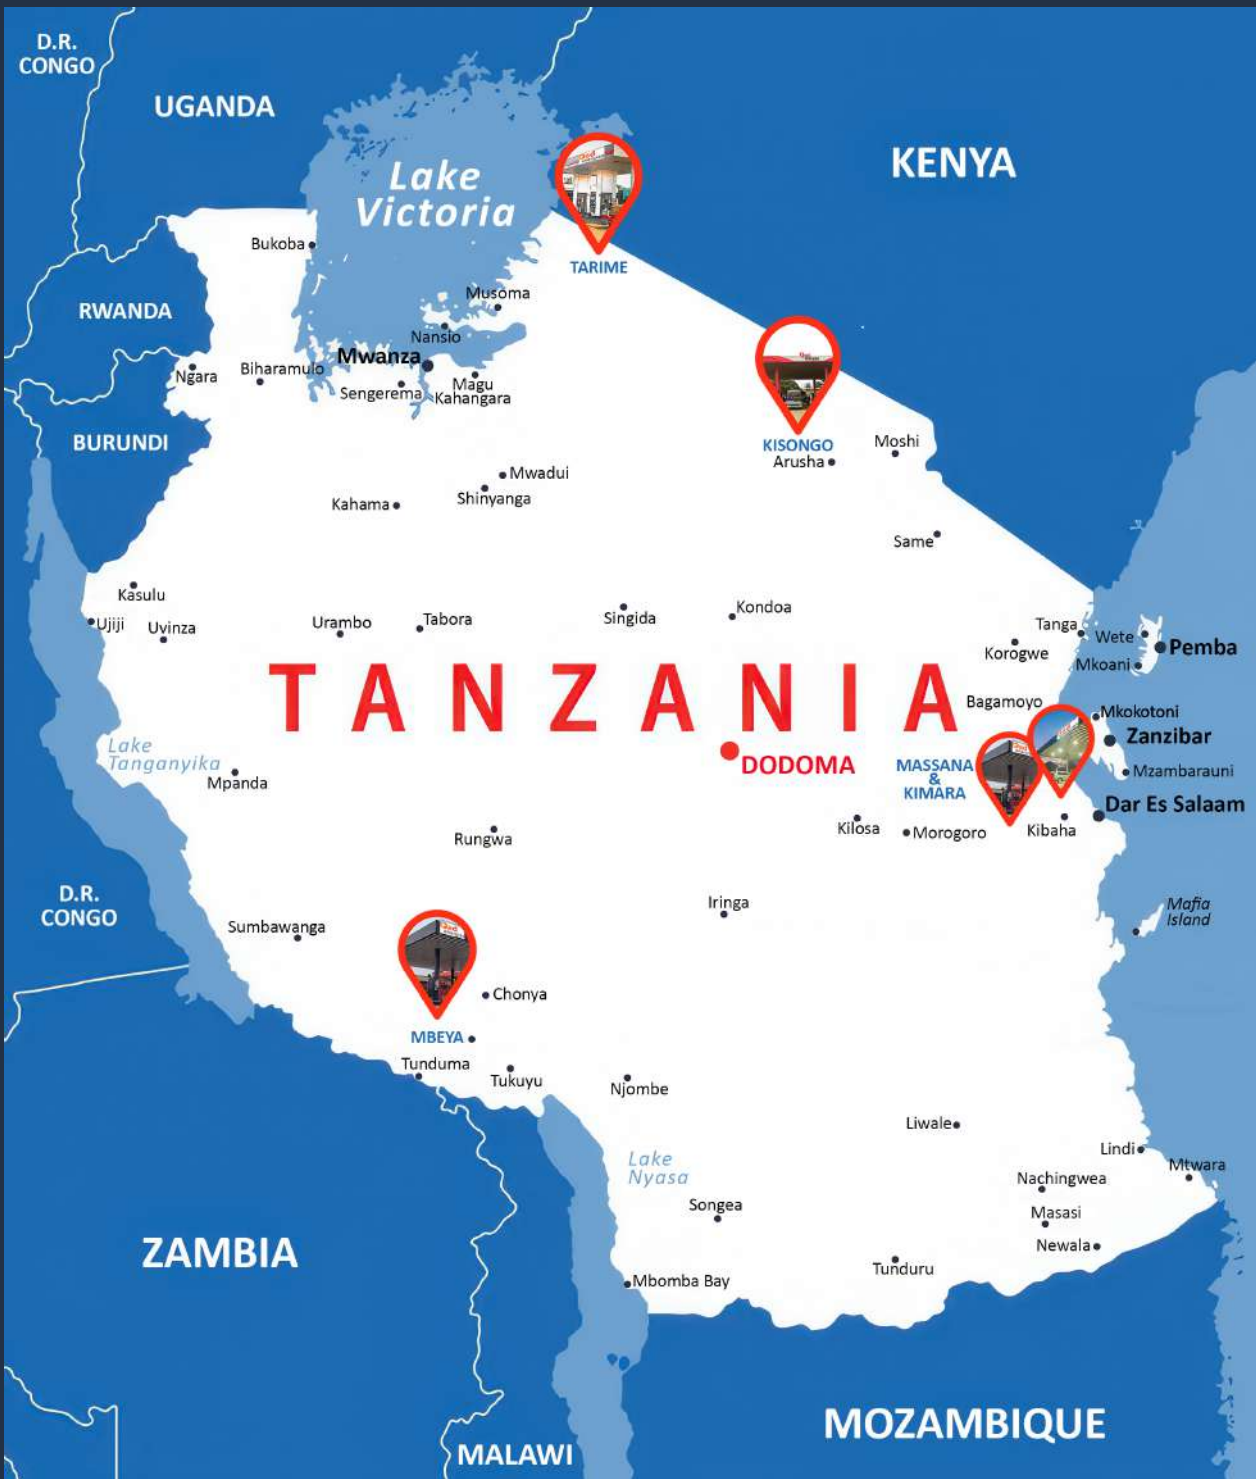 D.R.
CONGO
UGANDA
KENYA
Lake
Victoria
TARIME
Bukoba
RWANDA
Musoma
Nansio
Mwanza
Ngara
Biharamulo
Sengerema
Magu
Kahangara
BURUNDI
KISONGO
Arusha
Moshi
Mwadui
Shinyanga
Kahama
Same
Kasulu
Ujiji
Uvinza
Urambo
Tabora
Singida
Kondoa
Tanga
Wete
Pemba
Korogwe
Mkoani
TANZANIA
Bagamoyo
Mkokotoni
Zanzibar
Lake
Tanganyika
DODOMA
MASSANA
&
KIMARA
Mzambarauni
Mpanda
Dar Es Salaam
Rungwa
Kilosa
Morogoro
Kibaha
D.R.
CONGO
Iringa
Mafia
Island
Sumbawanga
Chonya
MBEYA
Tunduma
Tukuyu
Njombe
Liwale
Lindi
Mtwara
Lake
Nyasa
Nachingwea
Songea
Masasi
Newala
ZAMBIA
Tunduru
Mbomba Bay
MOZAMBIQUE
MALAWI